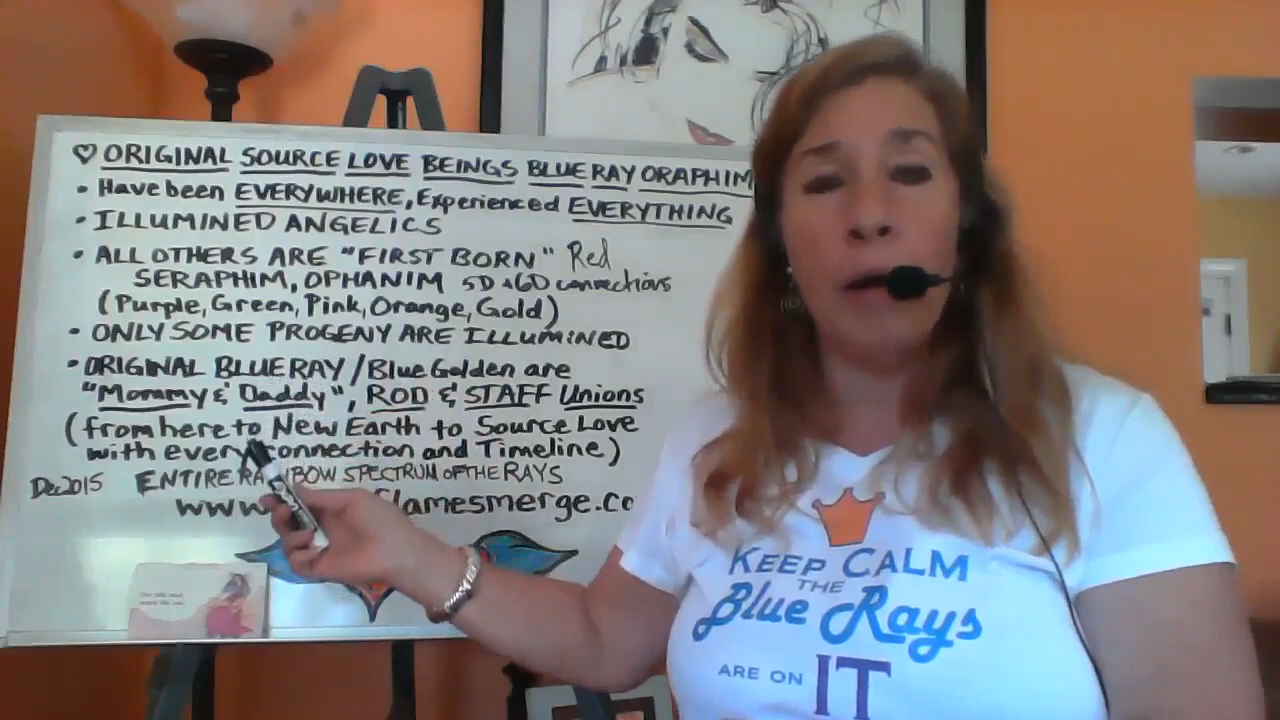 ♡ ORIGINAL SOURCE LOVE BEINGS BLUE RAY ORAPHIM
• Have been EVERYWHERE, Experienced EVERYTHING
• ILLUMINED ANGELICS
• ALL OTHERS ARE "FIRST BORN" Red
SERAPHIM, OPHANIM 5D & 6D connections
(Purple, Green, Pink, Orange, Gold)
• ONLY SOME PROGENY ARE ILLUMINED
• ORIGINAL BLUE RAY / Blue Golden are
"Mommy & Daddy", ROD & STAFF Unions
(from here to New Earth to Source Love
with every connection and Timeline)
Dec 2015 ENTIRE RA BOW SPECTRUM OF THE RAYS
www. flamesmerge.co
KEEP CALM
THE
Blue Rays
ARE ON IT